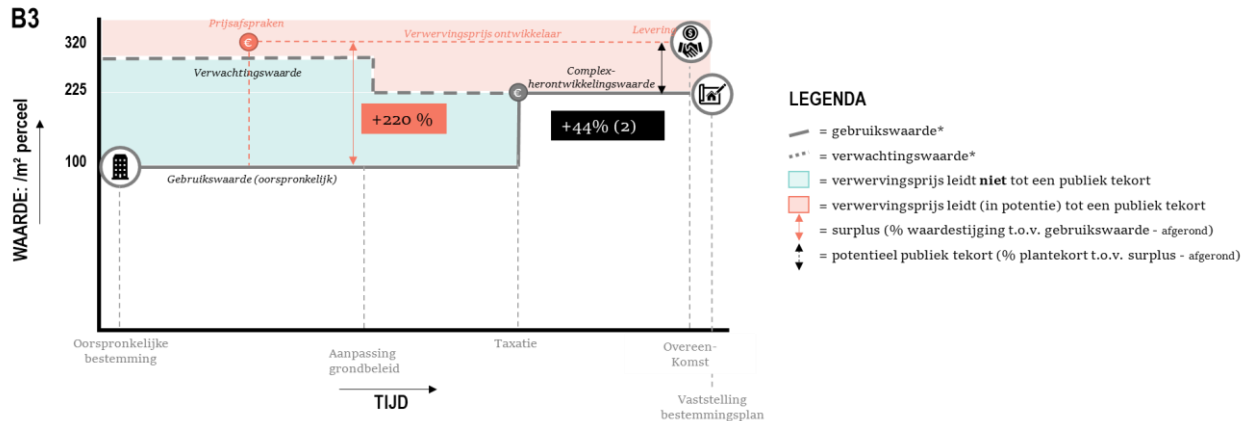 B3
320
225
100
WAARDE: /m² perceel
Prijsafspraken
€
Verwervingsprijs ontwikkelaar
Levering
Verwachtingswaarde
Complex-
herontwikkelingswaarde
€
+220 %
+44% (2)
Gebruikswaarde (oorspronkelijk)
Oorspronkelijke
bestemming
Aanpassing
grondbeleid
Taxatie
Overeen-
Komst
Vaststelling
bestemmingsplan
TIJD
LEGENDA
= gebruikswaarde*
= verwachtingswaarde*
= verwervingsprijs leidt niet tot een publiek tekort
= verwervingsprijs leidt (in potentie) tot een publiek tekort
= surplus (% waardestijging t.o.v. gebruikswaarde - afgerond)
= potentieel publiek tekort (% plantekort t.o.v. surplus - afgerond)